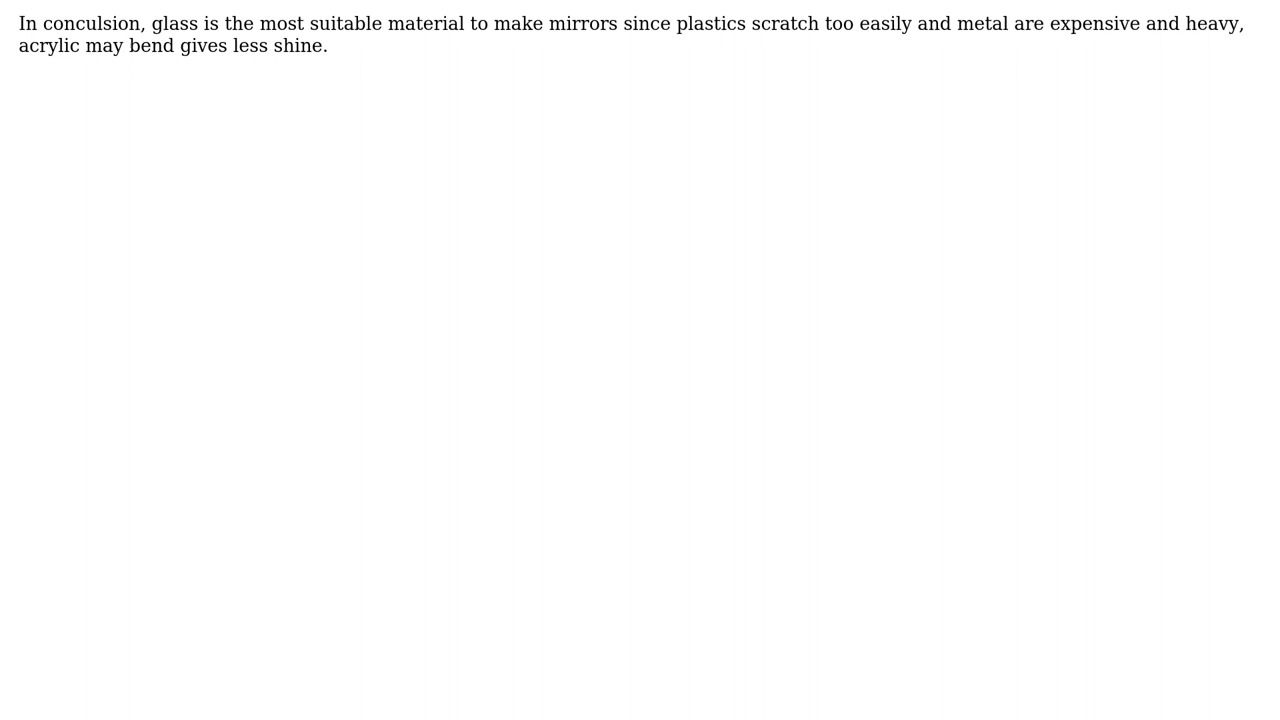 In conculsion, glass is the most suitable material to make mirrors since plastics scratch too easily and metal are expensive and heavy,
acrylic may bend gives less shine.